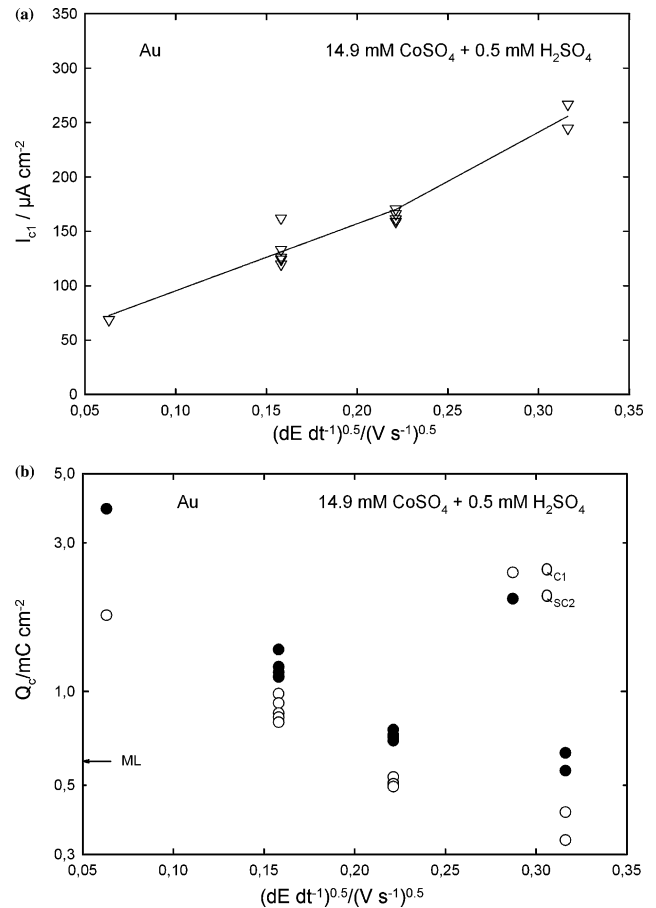 (a)
350
300
250
200
150
100
50
0
I_c1 / µA cm⁻²
Au
14.9 mM CoSO₄ + 0.5 mM H₂SO₄
0,05 0,10 0,15 0,20 0,25 0,30 0,35
(dE dt⁻¹)^0.5/(V s⁻¹)^0.5
(b)
5,0
3,0
1,0
0,5
0,3
Q_c/mC cm⁻²
Au
14.9 mM CoSO₄ + 0.5 mM H₂SO₄
Q_C1
Q_SC2
ML
0,05 0,10 0,15 0,20 0,25 0,30 0,35
(dE dt⁻¹)^0.5/(V s⁻¹)^0.5